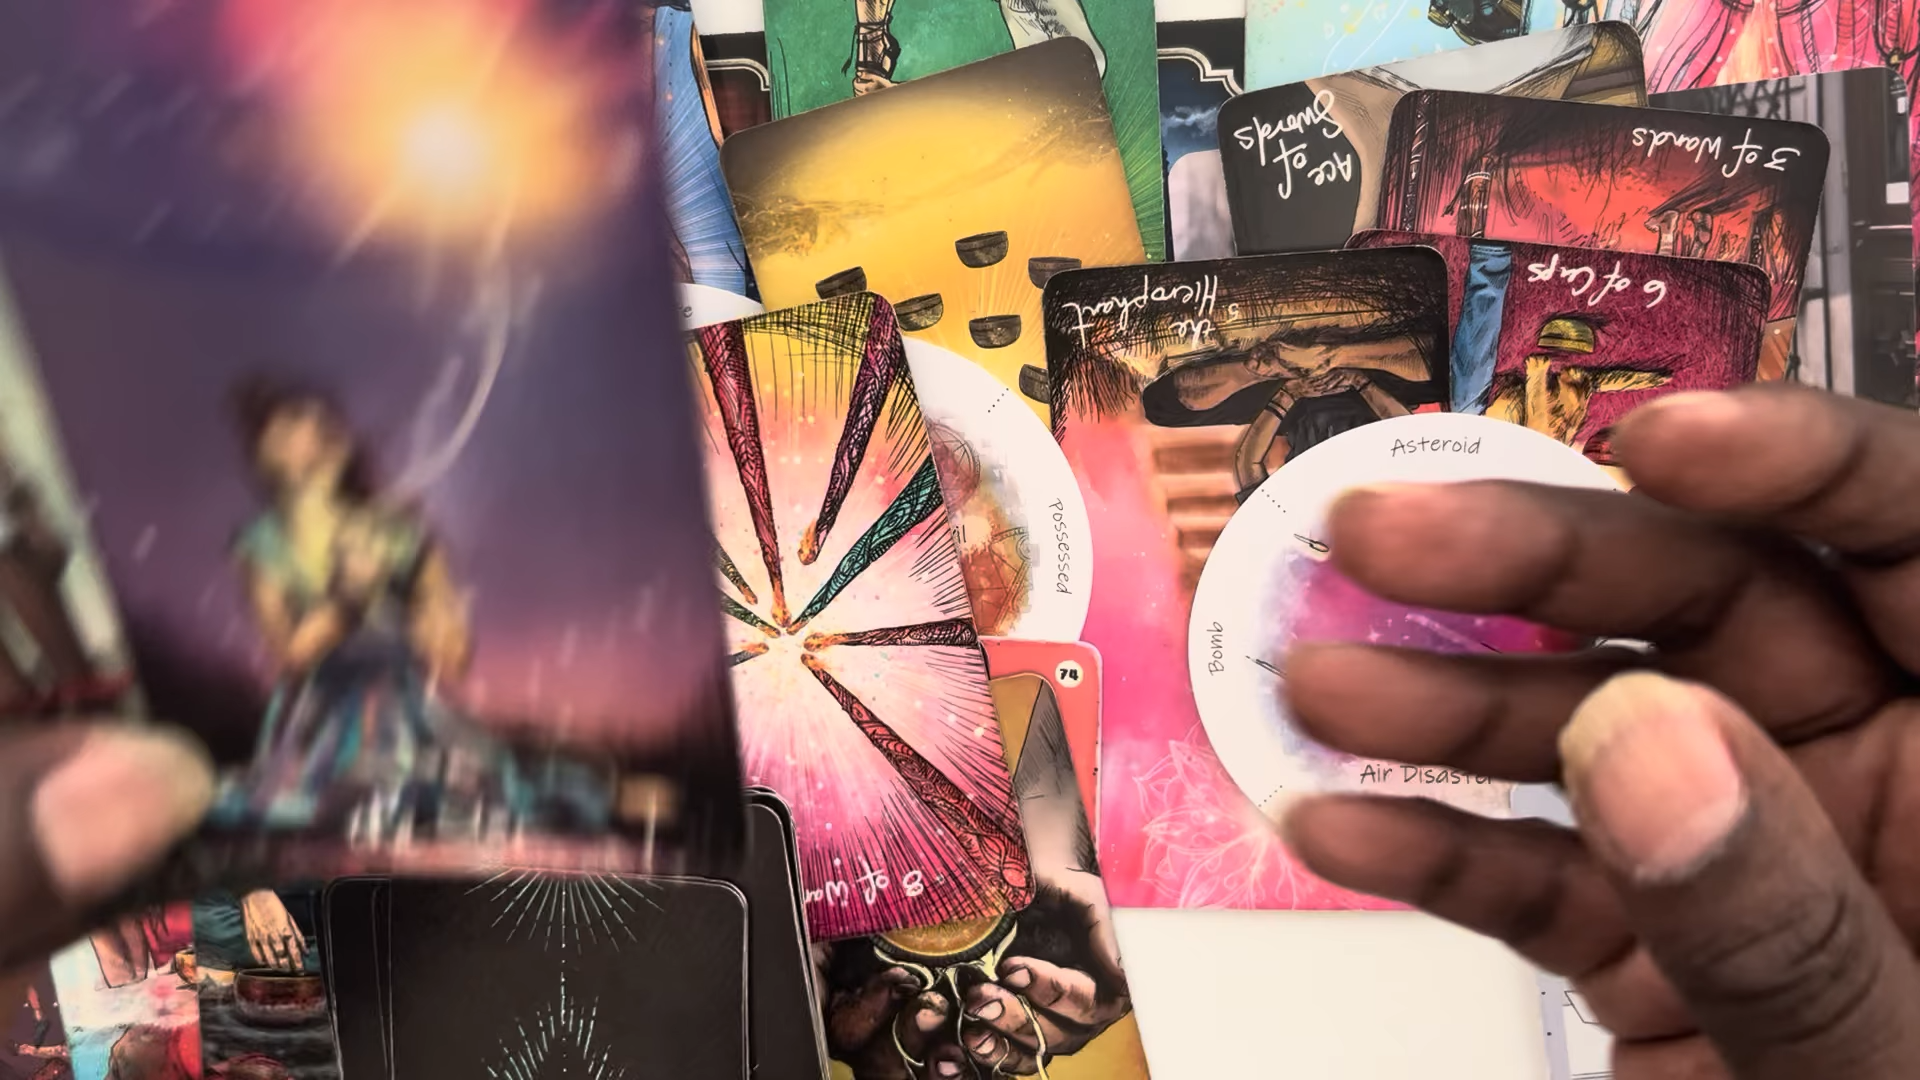 Ace of
Swords
3 of Wands
6 of Cups
5
the
Hierophant
Asteroid
Possessed
Bomb
74
Air Disaster
8 of